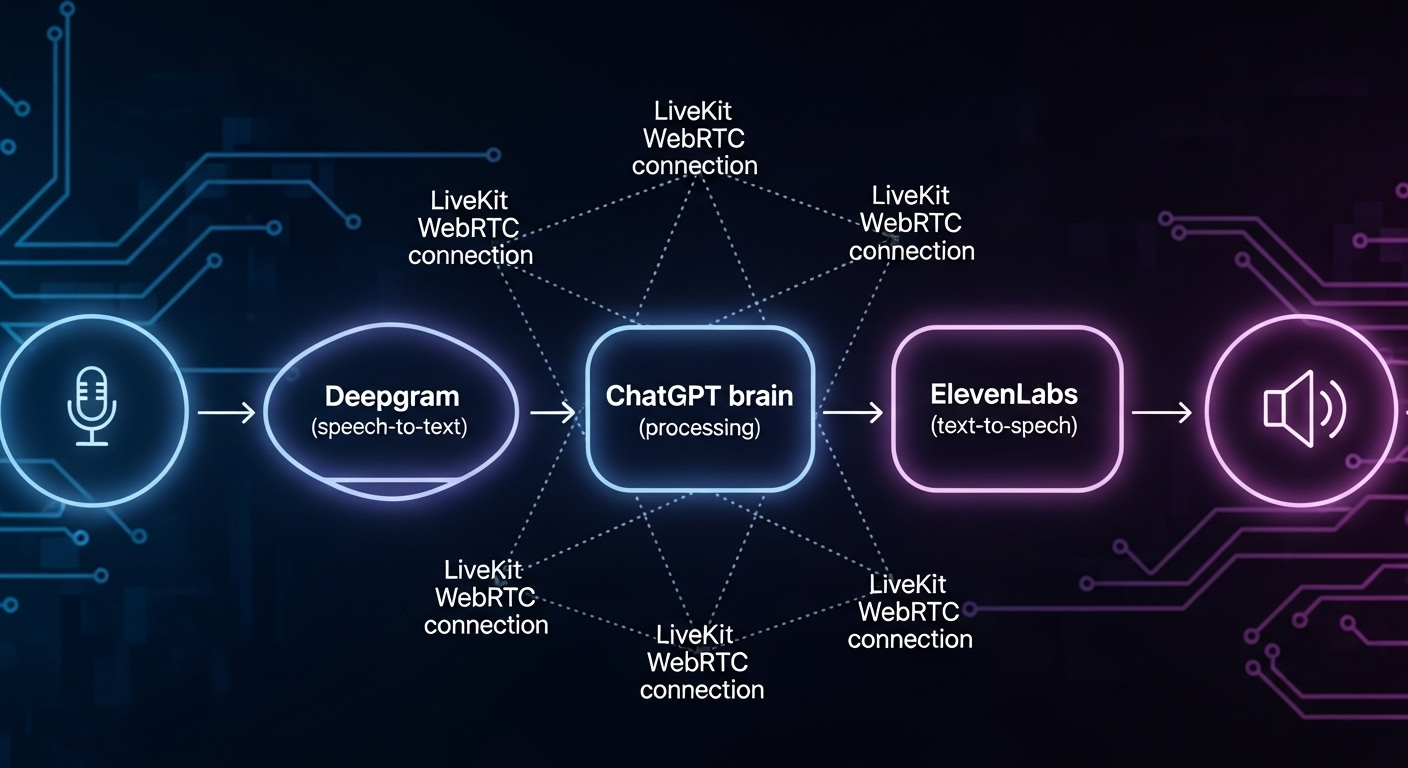 LiveKit
WebRTC
connection
LiveKit
WebRTC
connection
LiveKit
WebRTC
connection
Deepgram
(speech-to-text)
ChatGPT brain
(processing)
ElevenLabs
(text-to-spech)
LiveKit
WebRTC
connection
LiveKit
WebRTC
connection
LiveKit
WebRTC
connection